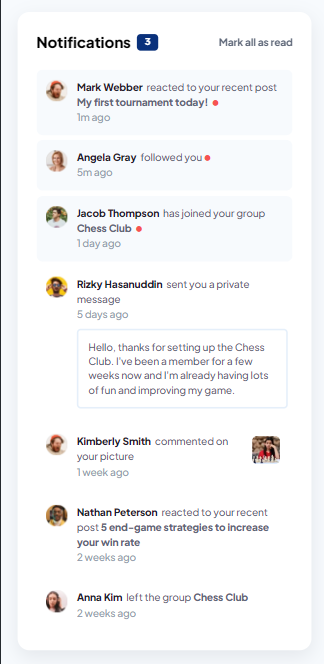 Notifications 3 Mark all as read
Mark Webber reacted to your recent post
My first tournament today!
1m ago
Angela Gray followed you
5m ago
Jacob Thompson has joined your group
Chess Club
1 day ago
Rizky Hasanuddin sent you a private
message
5 days ago
Hello, thanks for setting up the Chess
Club. I've been a member for a few
weeks now and I'm already having lots
of fun and improving my game.
Kimberly Smith commented on
your picture
1 week ago
Nathan Peterson reacted to your recent
post 5 end-game strategies to increase
your win rate
2 weeks ago
Anna Kim left the group Chess Club
2 weeks ago